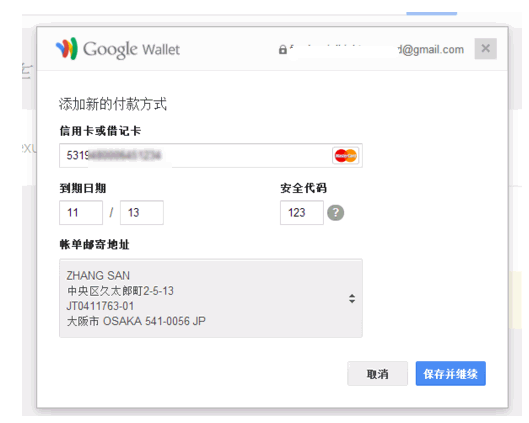 Google Wallet
d@gmail.com
添加新的付款方式
信用卡或借记卡
5319
到期日期
安全代码
11 / 13
123 ?
帐单邮寄地址
ZHANG SAN
中央区久太郎町2-5-13
JT0411763-01
大阪市 OSAKA 541-0056 JP
取消
保存并继续